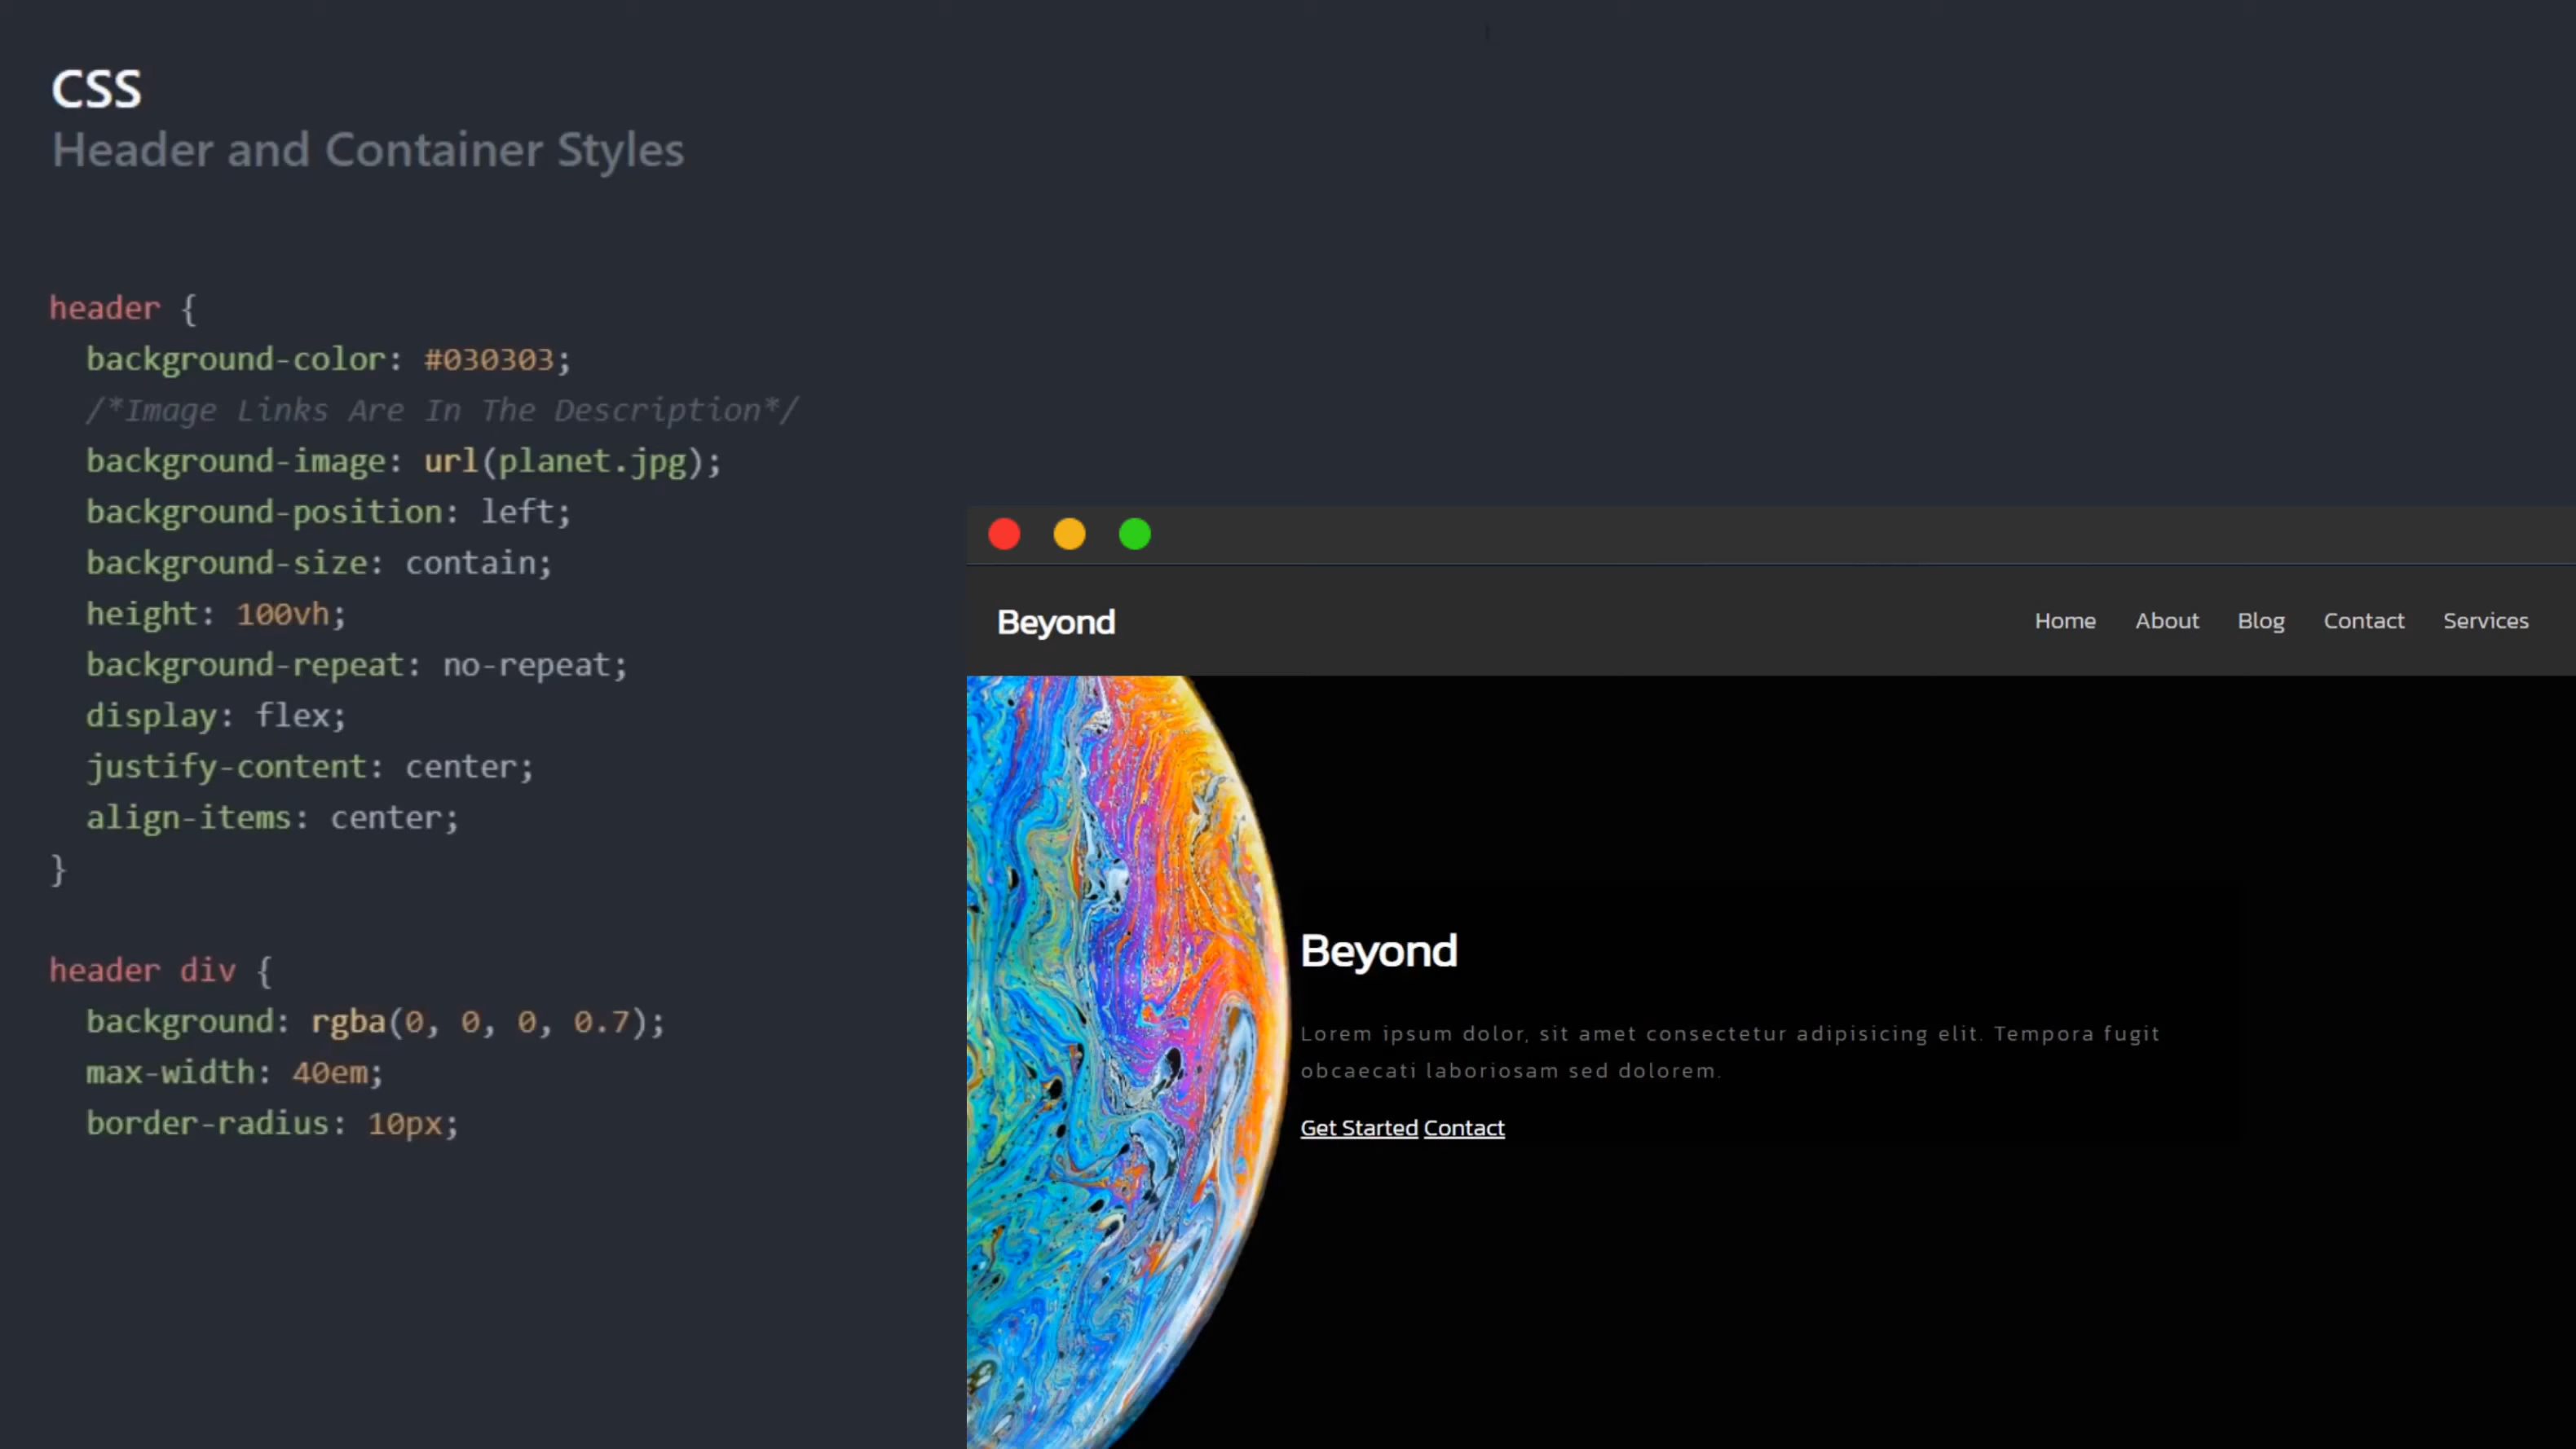 CSS
Header and Container Styles
header {
  background-color: #030303;
  /*Image Links Are In The Description*/
  background-image: url(planet.jpg);
  background-position: left;
  background-size: contain;
  height: 100vh;
  background-repeat: no-repeat;
  display: flex;
  justify-content: center;
  align-items: center;
}
header div {
  background: rgba(0, 0, 0, 0.7);
  max-width: 40em;
  border-radius: 10px;
Beyond
Home About Blog Contact Services
Beyond
Lorem ipsum dolor, sit amet consectetur adipisicing elit. Tempora fugit
obcaecati laboriosam sed dolorem.
Get Started Contact